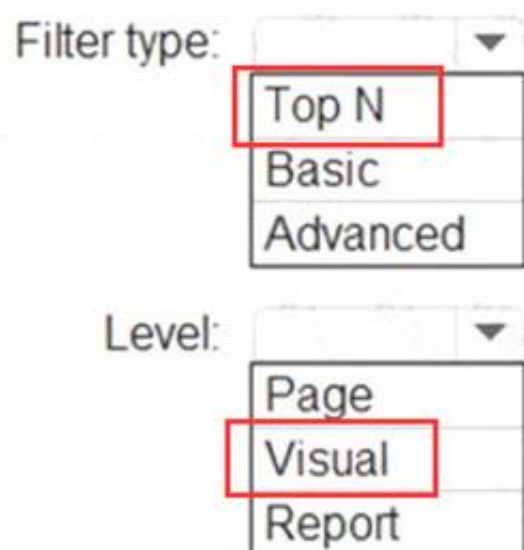 Filter type:
Top N
Basic
Advanced
Level:
Page
Visual
Report